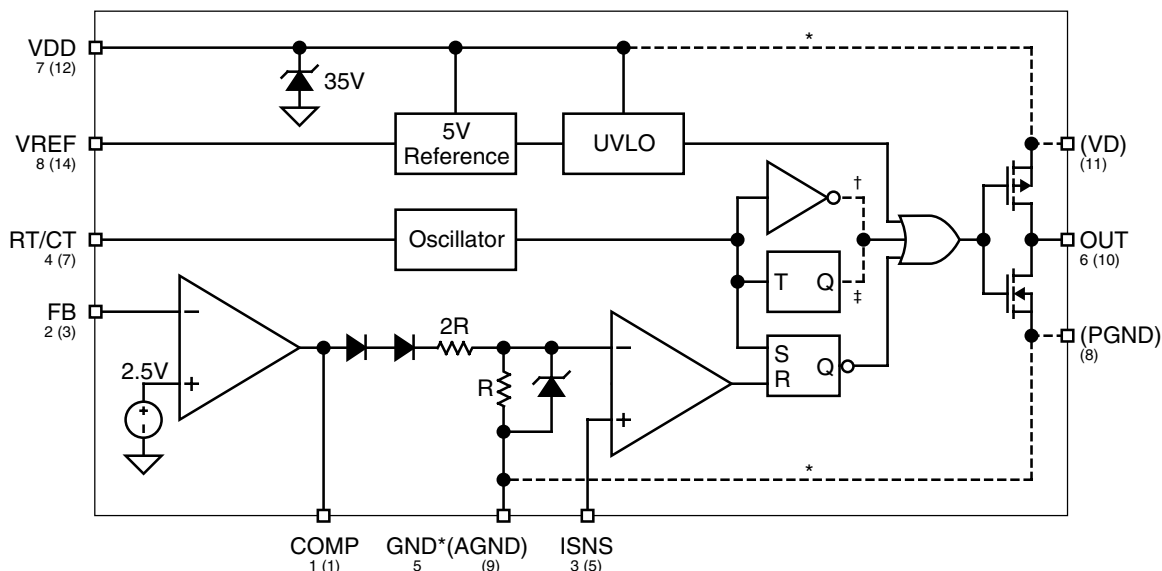 *
VDD
7 (12)
35V
VREF
8 (14)
5V
Reference
UVLO
(VD)
(11)
†
RT/CT
4 (7)
Oscillator
OUT
6 (10)
T Q
‡
FB
2 (3)
−
2R
2.5V
+
+
-
R
−
+
S
R
Q
(PGND)
(8)
*
COMP
1 (1)
GND*(AGND)
5 (9)
ISNS
3 (5)